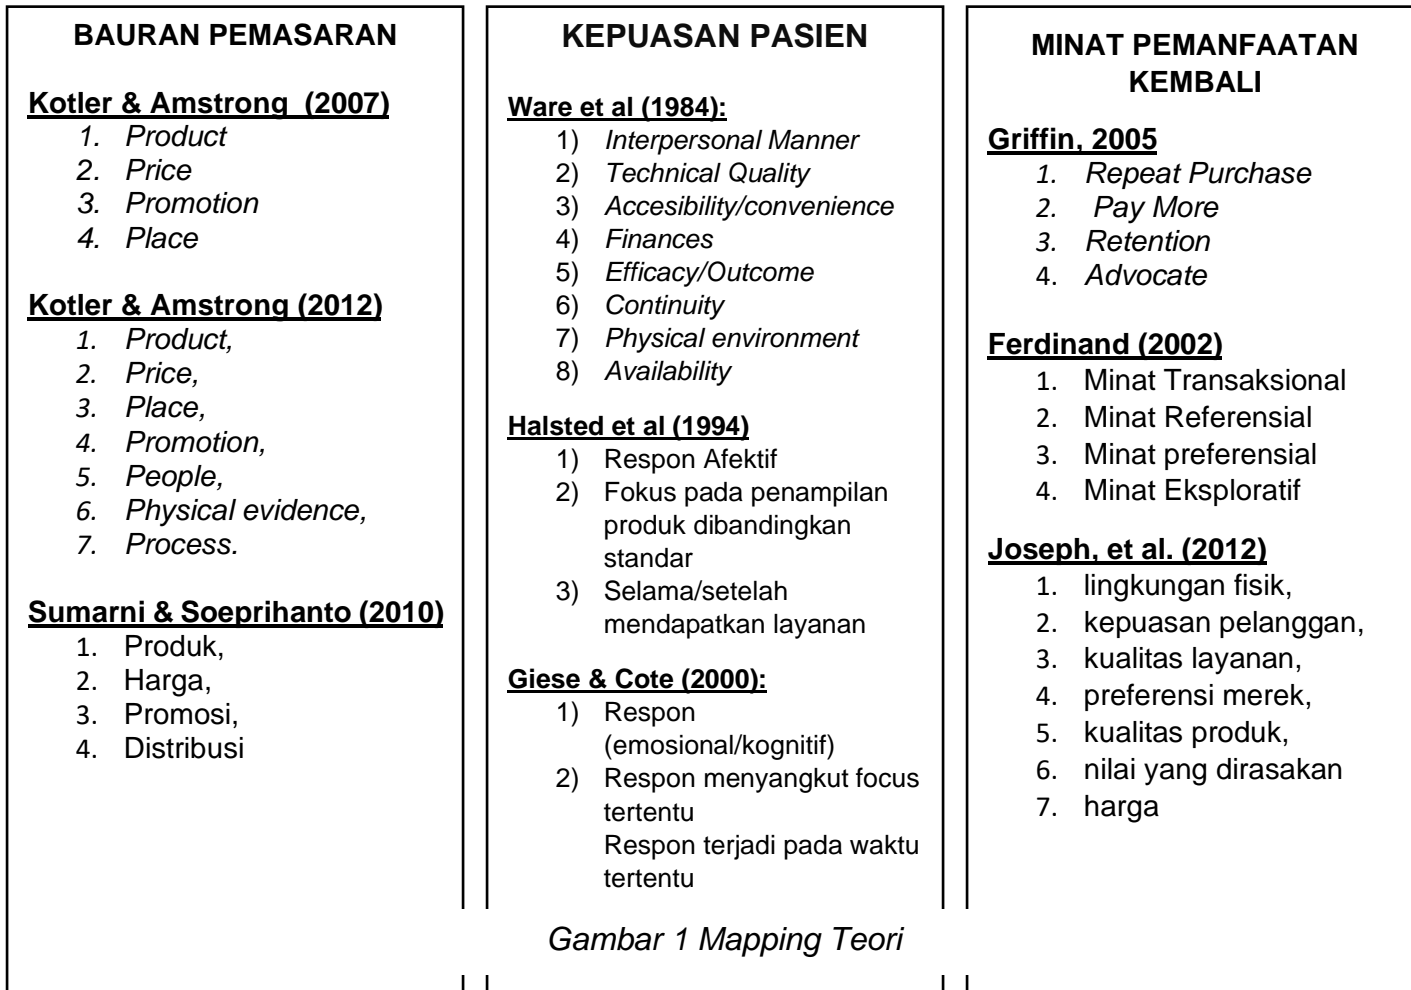 BAURAN PEMASARAN
Kotler & Amstrong (2007)
1. Product
2. Price
3. Promotion
4. Place
Kotler & Amstrong (2012)
1. Product,
2. Price,
3. Place,
4. Promotion,
5. People,
6. Physical evidence,
7. Process.
Sumarni & Soeprihanto (2010)
1. Produk,
2. Harga,
3. Promosi,
4. Distribusi
KEPUASAN PASIEN
Ware et al (1984):
1) Interpersonal Manner
2) Technical Quality
3) Accesibility/convenience
4) Finances
5) Efficacy/Outcome
6) Continuity
7) Physical environment
8) Availability
Halsted et al (1994)
1) Respon Afektif
2) Fokus pada penampilan
produk dibandingkan
standar
3) Selama/setelah
mendapatkan layanan
Giese & Cote (2000):
1) Respon
(emosional/kognitif)
2) Respon menyangkut focus
tertentu
Respon terjadi pada waktu
tertentu
MINAT PEMANFAATAN
KEMBALI
Griffin, 2005
1. Repeat Purchase
2. Pay More
3. Retention
4. Advocate
Ferdinand (2002)
1. Minat Transaksional
2. Minat Referensial
3. Minat preferensial
4. Minat Eksploratif
Joseph, et al. (2012)
1. lingkungan fisik,
2. kepuasan pelanggan,
3. kualitas layanan,
4. preferensi merek,
5. kualitas produk,
6. nilai yang dirasakan
7. harga
Gambar 1 Mapping Teori